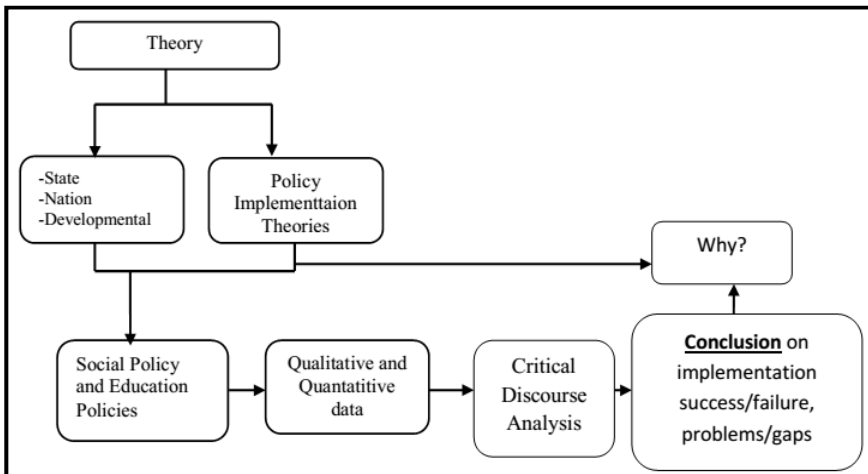 Theory
-State
-Nation
-Developmental
Policy
Implementtaion
Theories
Why?
Social Policy
and Education
Policies
Qualitative and
Quantatitive
data
Critical
Discourse
Analysis
Conclusion on
implementation
success/failure,
problems/gaps